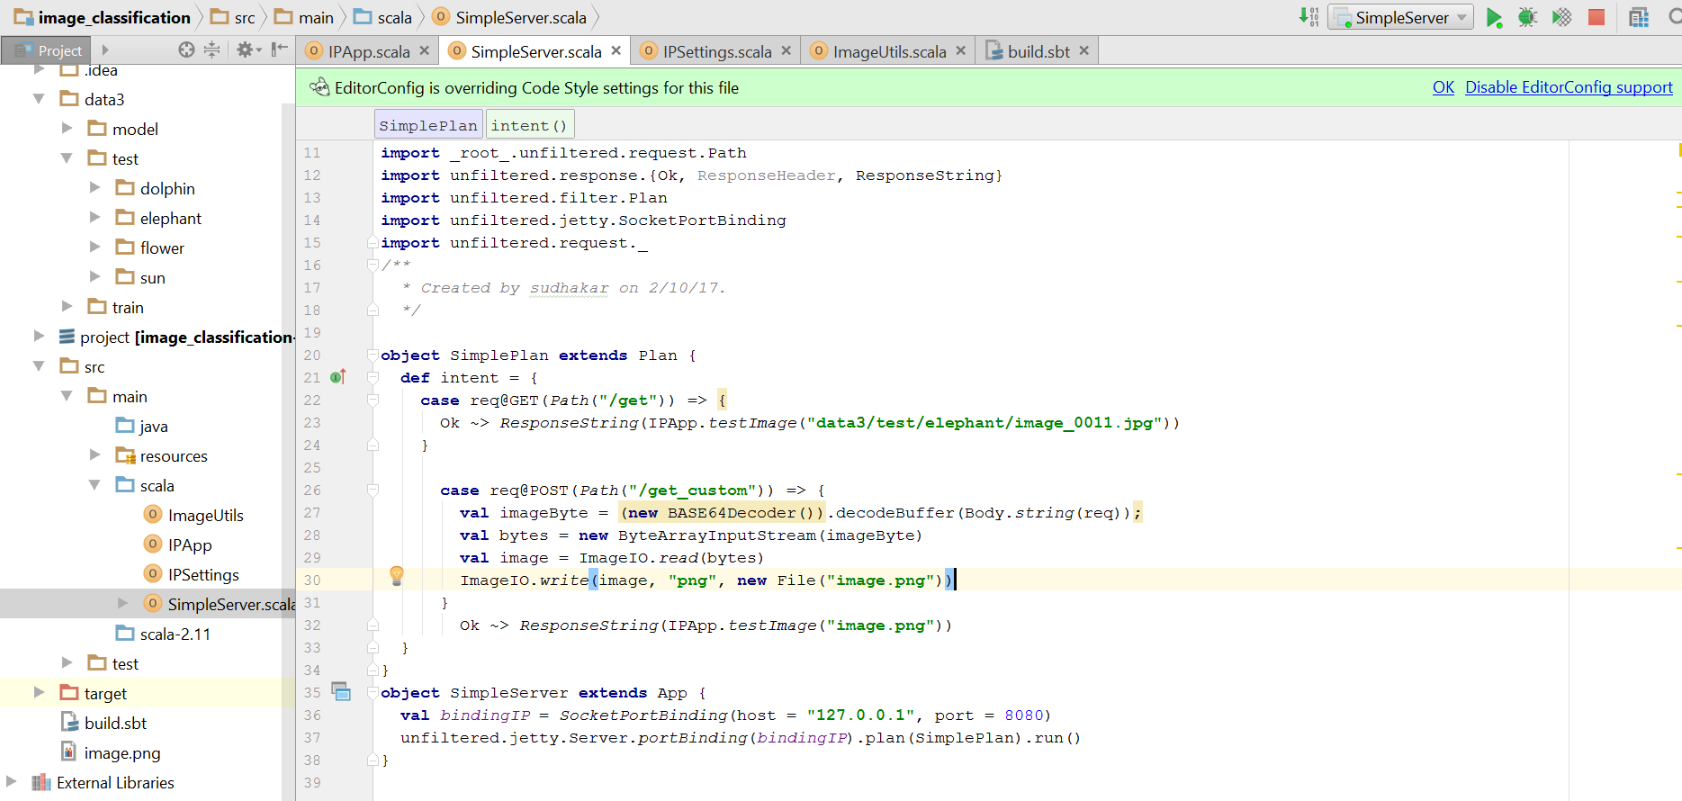 image_classification src main scala SimpleServer.scala SimpleServer
Project IPApp.scala SimpleServer.scala IPSettings.scala ImageUtils.scala build.sbt
EditorConfig is overriding Code Style settings for this file OK Disable EditorConfig support
SimplePlan intent()
.idea
data3
model
test
dolphin
elephant
flower
sun
train
project [image_classification-
src
main
java
resources
scala
ImageUtils
IPApp
IPSettings
SimpleServer.scala
scala-2.11
test
target
build.sbt
image.png
External Libraries
11 import _root_.unfiltered.request.Path
12 import unfiltered.response.{Ok, ResponseHeader, ResponseString}
13 import unfiltered.filter.Plan
14 import unfiltered.jetty.SocketPortBinding
15 import unfiltered.request._
16 /**
17 * Created by sudhakar on 2/10/17.
18 */
19
20 object SimplePlan extends Plan {
21 def intent = {
22 case req@GET(Path("/get")) => {
23 Ok ~> ResponseString(IPApp.testImage("data3/test/elephant/image_0011.jpg"))
24 }
25
26 case req@POST(Path("/get_custom")) => {
27 val imageByte = (new BASE64Decoder()).decodeBuffer(Body.string(req));
28 val bytes = new ByteArrayInputStream(imageByte)
29 val image = ImageIO.read(bytes)
30 ImageIO.write(image, "png", new File("image.png"))
31 }
32 Ok ~> ResponseString(IPApp.testImage("image.png"))
33 }
34 }
35 object SimpleServer extends App {
36 val bindingIP = SocketPortBinding(host = "127.0.0.1", port = 8080)
37 unfiltered.jetty.Server.portBinding(bindingIP).plan(SimplePlan).run()
38 }
39